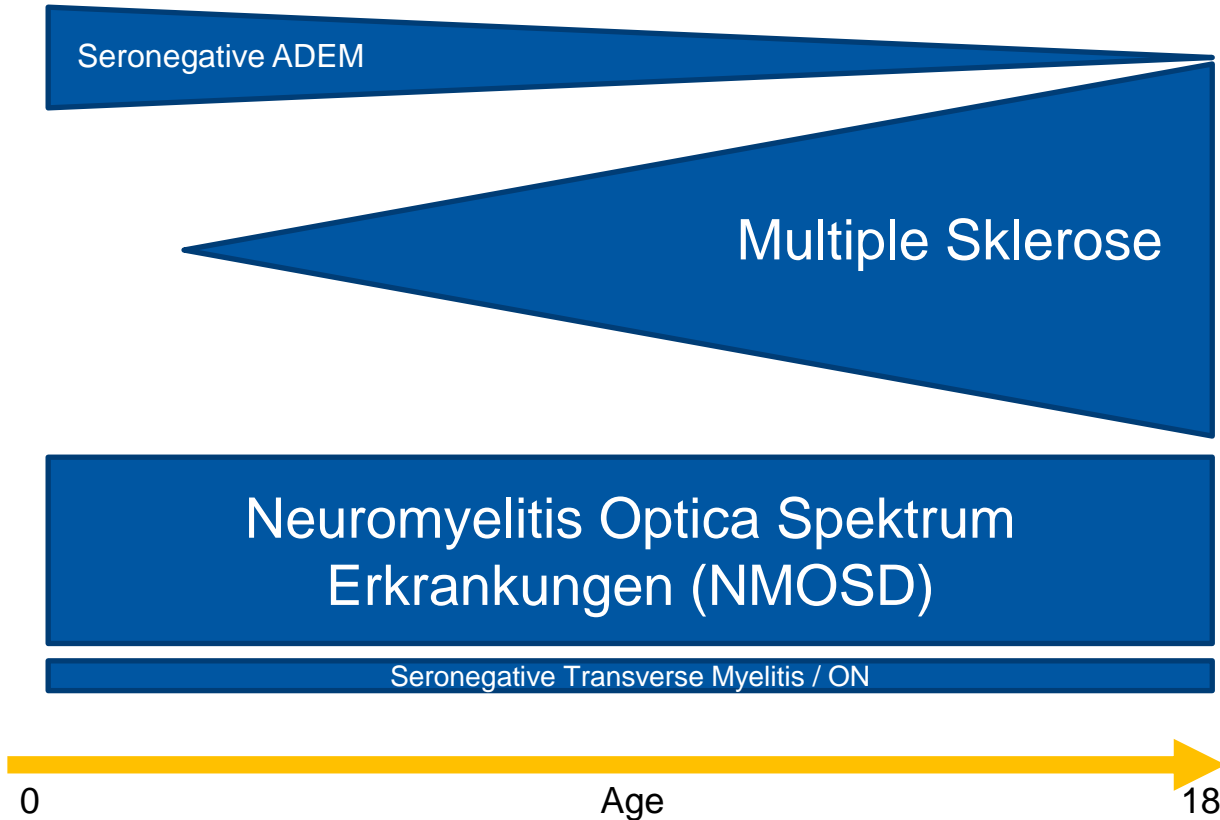 Seronegative ADEM
Multiple Sklerose
Neuromyelitis Optica Spektrum
Erkrankungen (NMOSD)
Seronegative Transverse Myelitis / ON
0 Age 18